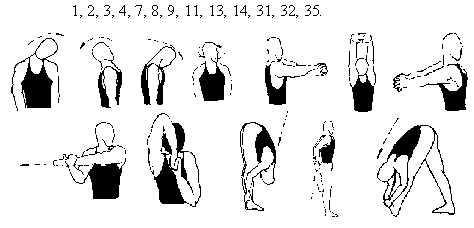 1, 2, 3, 4, 7, 8, 9, 11, 13, 14, 31, 32, 35.